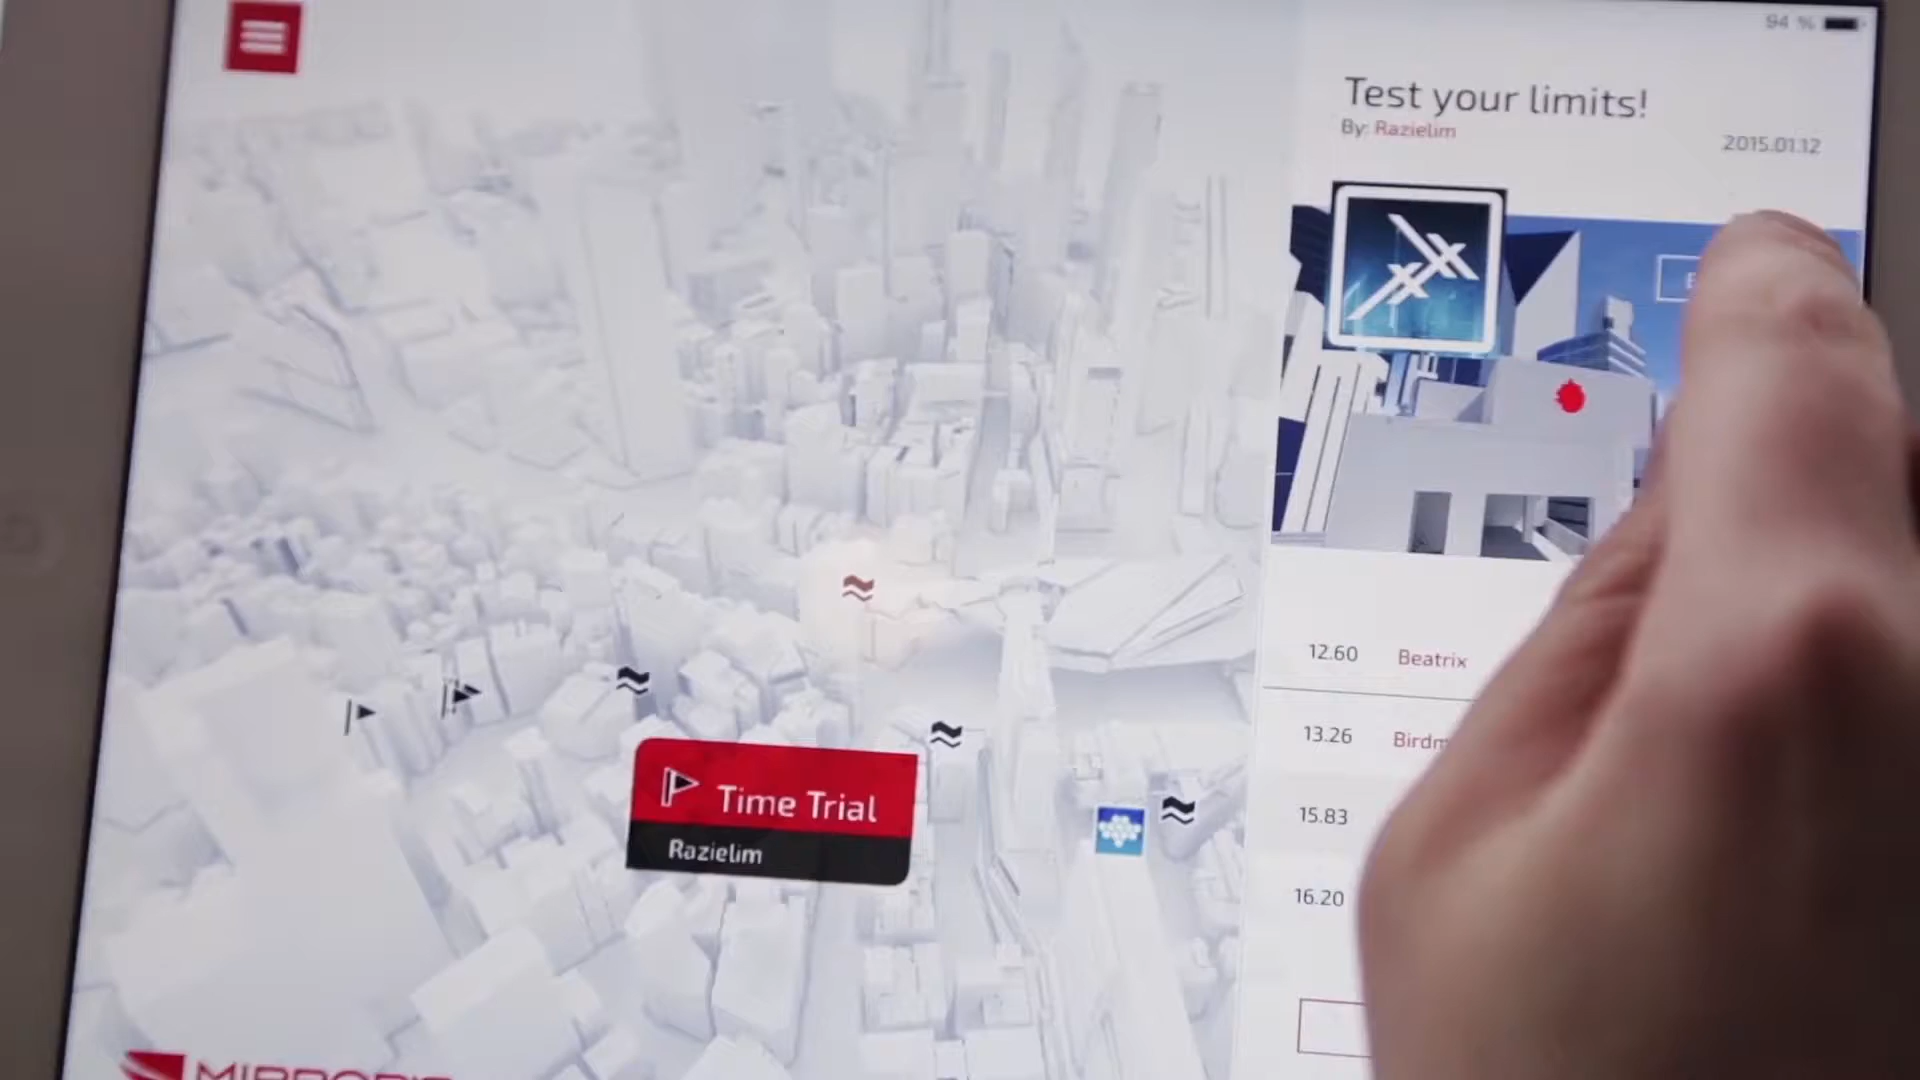 94 %
Test your limits!
By: Razielim
2015.01.12
12.60 Beatrix
13.26
15.83
16.20
Time Trial
Razielim